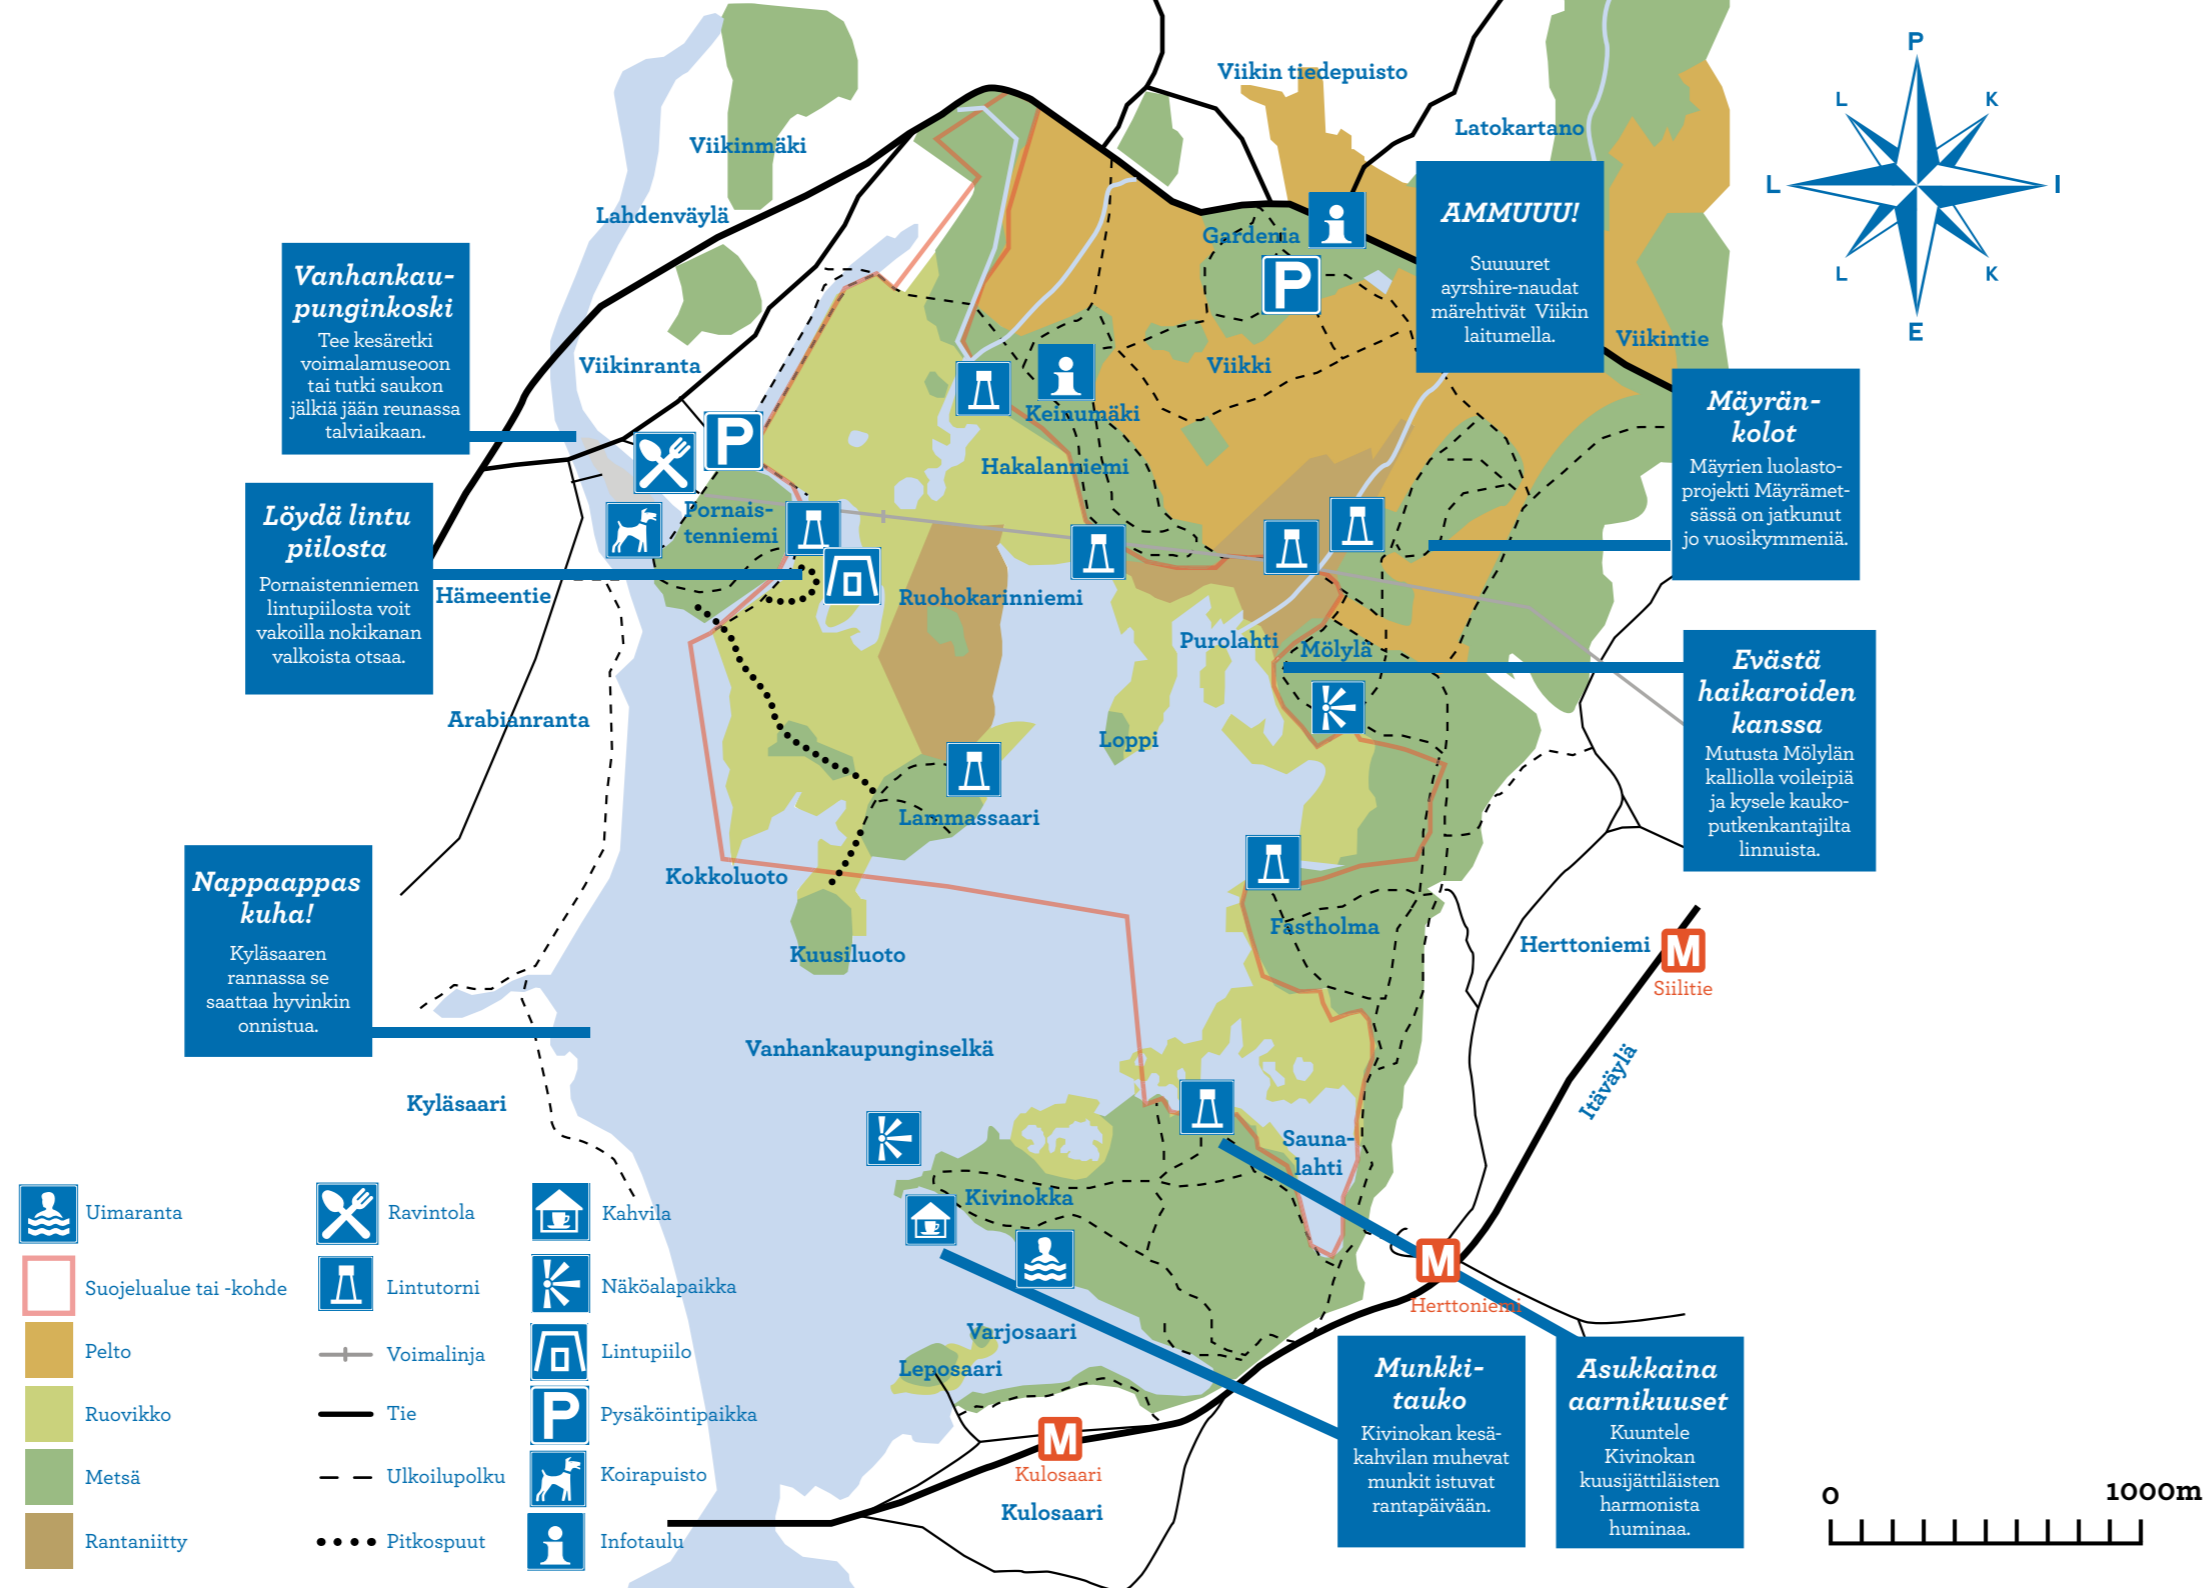 P
L
K
L
I
L
K
E
Viikin tiedepuisto
Latokartano
Viikinmäki
Lahdenväylä
Gardenia
P
AMMUUU!
Suuuuret
ayrshire-naudat
märehtivät Viikin
laitumella.
Viikintie
Vanhankau-
punginkoski
Tee kesäretki
voimalamuseoon
tai tutki saukon
jälkiä jään reunassa
talviaikaan.
Viikinranta
Viikki
Keinumäki
Hakalanniemi
P
Mäyrän-
kolot
Mäyrien luolasto-
projekti Mäyrämet-
sässä on jatkunut
jo vuosikymmeniä.
Löydä lintu
piilosta
Pornaistenniemen
lintupiilosta voit
vakoilla nokikanan
valkoista otsaa.
Pornais-
tenniemi
Hämeentie
Ruohokarinniemi
Purolahti
Mölylä
Evästä
haikaroiden
kanssa
Mutusta Mölylän
kalliolla voileipiä
ja kysele kauko-
putkenkantajilta
linnuista.
Arabianranta
Loppi
Lammassaari
Kokkoluoto
Nappaappas
kuha!
Kyläsaaren
rannassa se
saattaa hyvinkin
onnistua.
Kuusiluoto
Fastholma
Herttoniemi
M
Siilitie
Vanhankaupunginselkä
Itäväylä
Kyläsaari
Sauna-
lahti
Kivinokka
M
Herttoniemi
Varjosaari
Leposaari
M
Kulosaari
Kulosaari
Munkki-
tauko
Kivinokan kesä-
kahvilan muhevat
munkit istuvat
rantapäivään.
Asukkaina
aarnikuuset
Kuuntele
Kivinokan
kuusijättiläisten
harmonista
huminaa.
Uimaranta
Suojelualue tai -kohde
Pelto
Ruovikko
Metsä
Rantaniitty
Ravintola
Lintutorni
Voimalinja
Tie
Ulkoilupolku
Pitkospuut
Kahvila
Näköalapaikka
Lintupiilo
P
Pysäköintipaikka
Koirapuisto
Infotaulu
0
1000m